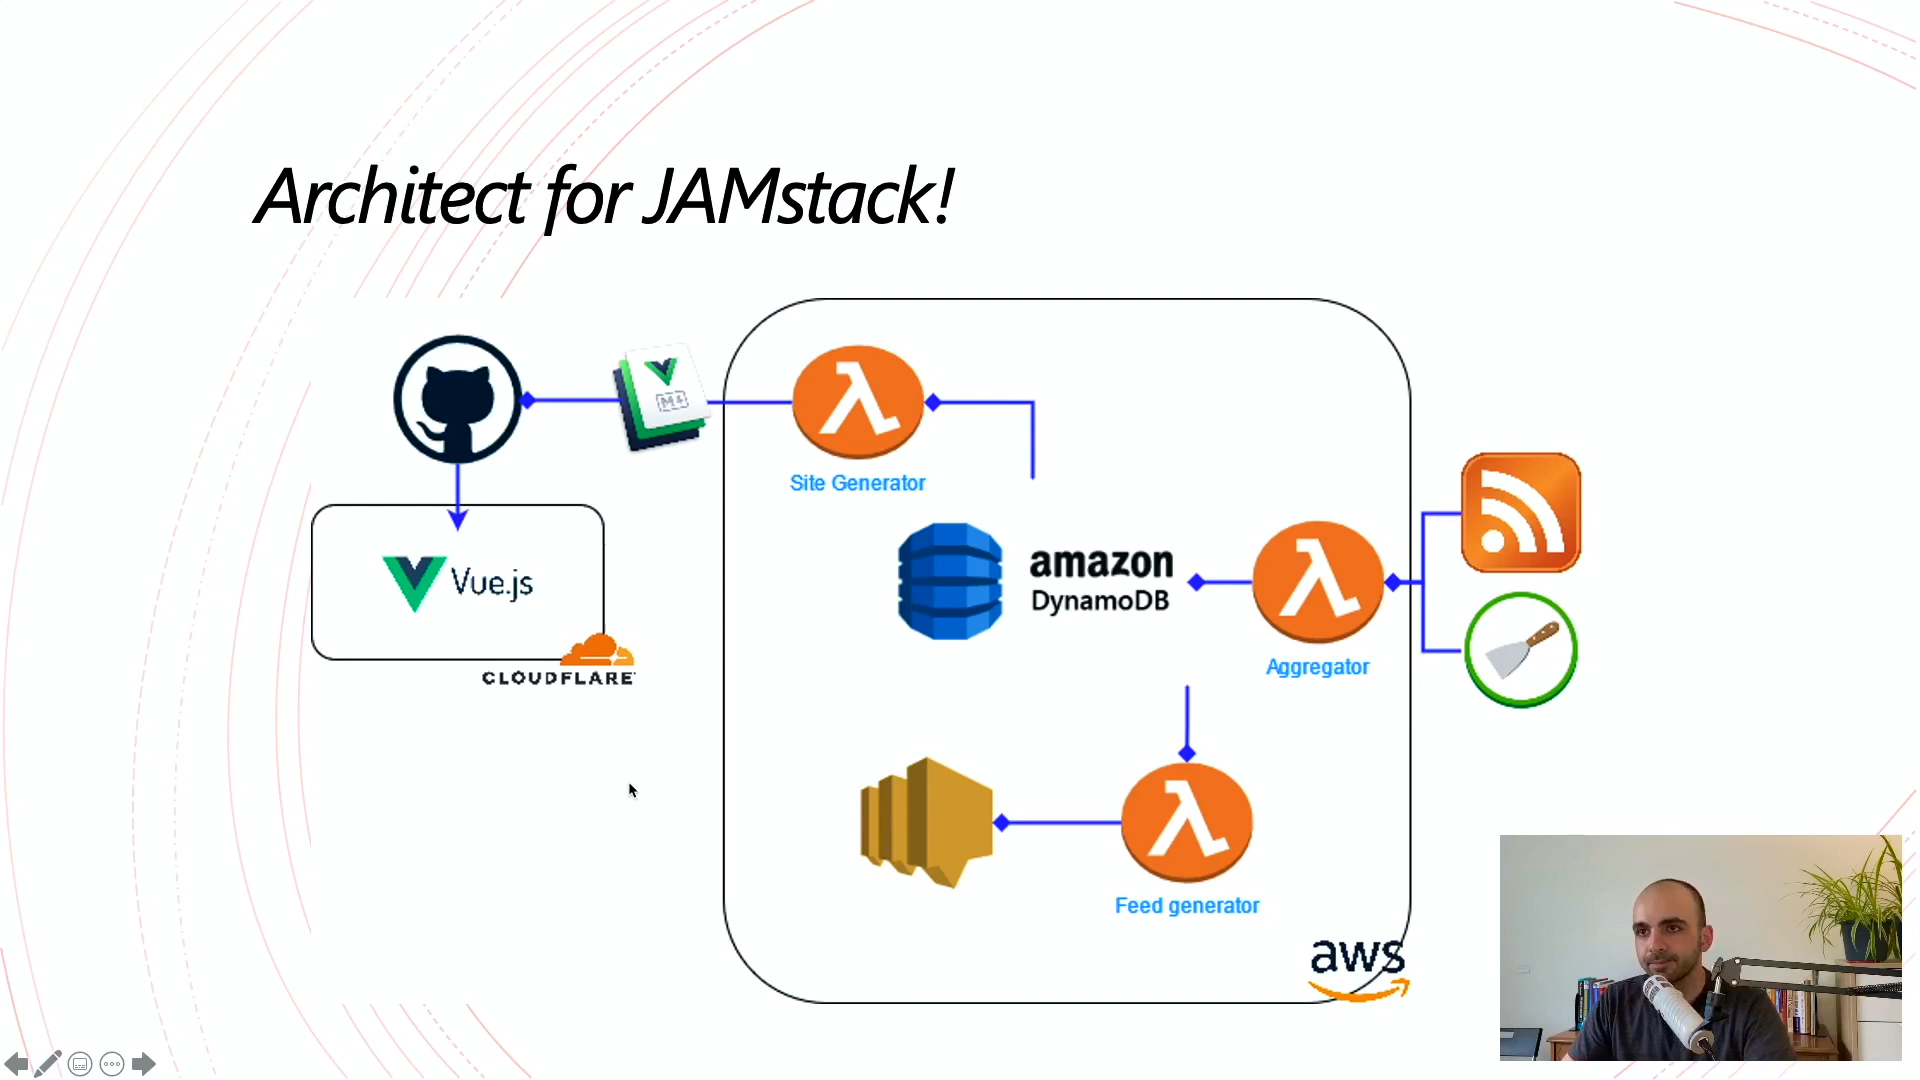 Architect for JAMstack!
M+
Site Generator
Vue.js
CLOUDFLARE
amazon
DynamoDB
Aggregator
Feed generator
aws